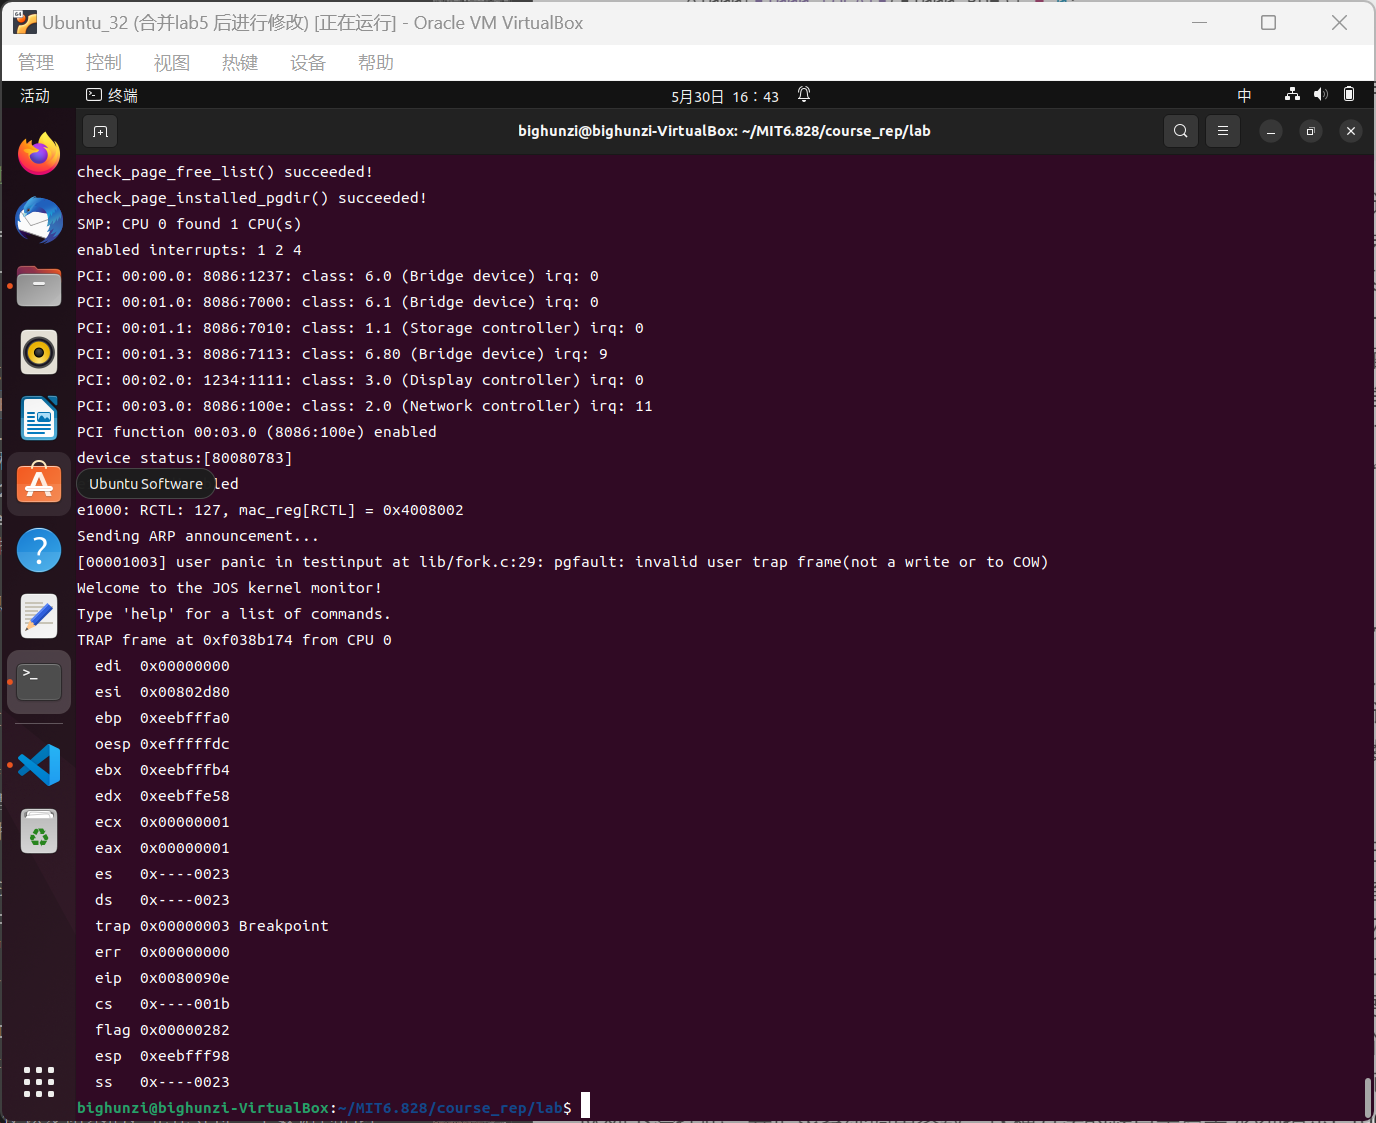 Ubuntu_32 (合并lab5 后进行修改) [正在运行] - Oracle VM VirtualBox
管理 控制 视图 热键 设备 帮助
活动 终端 5月30日 16：43 中
bighunzi@bighunzi-VirtualBox: ~/MIT6.828/course_rep/lab
check_page_free_list() succeeded!
check_page_installed_pgdir() succeeded!
SMP: CPU 0 found 1 CPU(s)
enabled interrupts: 1 2 4
PCI: 00:00.0: 8086:1237: class: 6.0 (Bridge device) irq: 0
PCI: 00:01.0: 8086:7000: class: 6.1 (Bridge device) irq: 0
PCI: 00:01.1: 8086:7010: class: 1.1 (Storage controller) irq: 0
PCI: 00:01.3: 8086:7113: class: 6.80 (Bridge device) irq: 9
PCI: 00:02.0: 1234:1111: class: 3.0 (Display controller) irq: 0
PCI: 00:03.0: 8086:100e: class: 2.0 (Network controller) irq: 11
PCI function 00:03.0 (8086:100e) enabled
device status:[80080783]
Ubuntu Software led
e1000: RCTL: 127, mac_reg[RCTL] = 0x4008002
Sending ARP announcement...
[00001003] user panic in testinput at lib/fork.c:29: pgfault: invalid user trap frame(not a write or to COW)
Welcome to the JOS kernel monitor!
Type 'help' for a list of commands.
TRAP frame at 0xf038b174 from CPU 0
edi 0x00000000
esi 0x00802d80
ebp 0xeebfffa0
oesp 0xefffffdc
ebx 0xeebfffb4
edx 0xeebffe58
ecx 0x00000001
eax 0x00000001
es 0x----0023
ds 0x----0023
trap 0x00000003 Breakpoint
err 0x00000000
eip 0x0080090e
cs 0x----001b
flag 0x00000282
esp 0xeebfff98
ss 0x----0023
bighunzi@bighunzi-VirtualBox:~/MIT6.828/course_rep/lab$